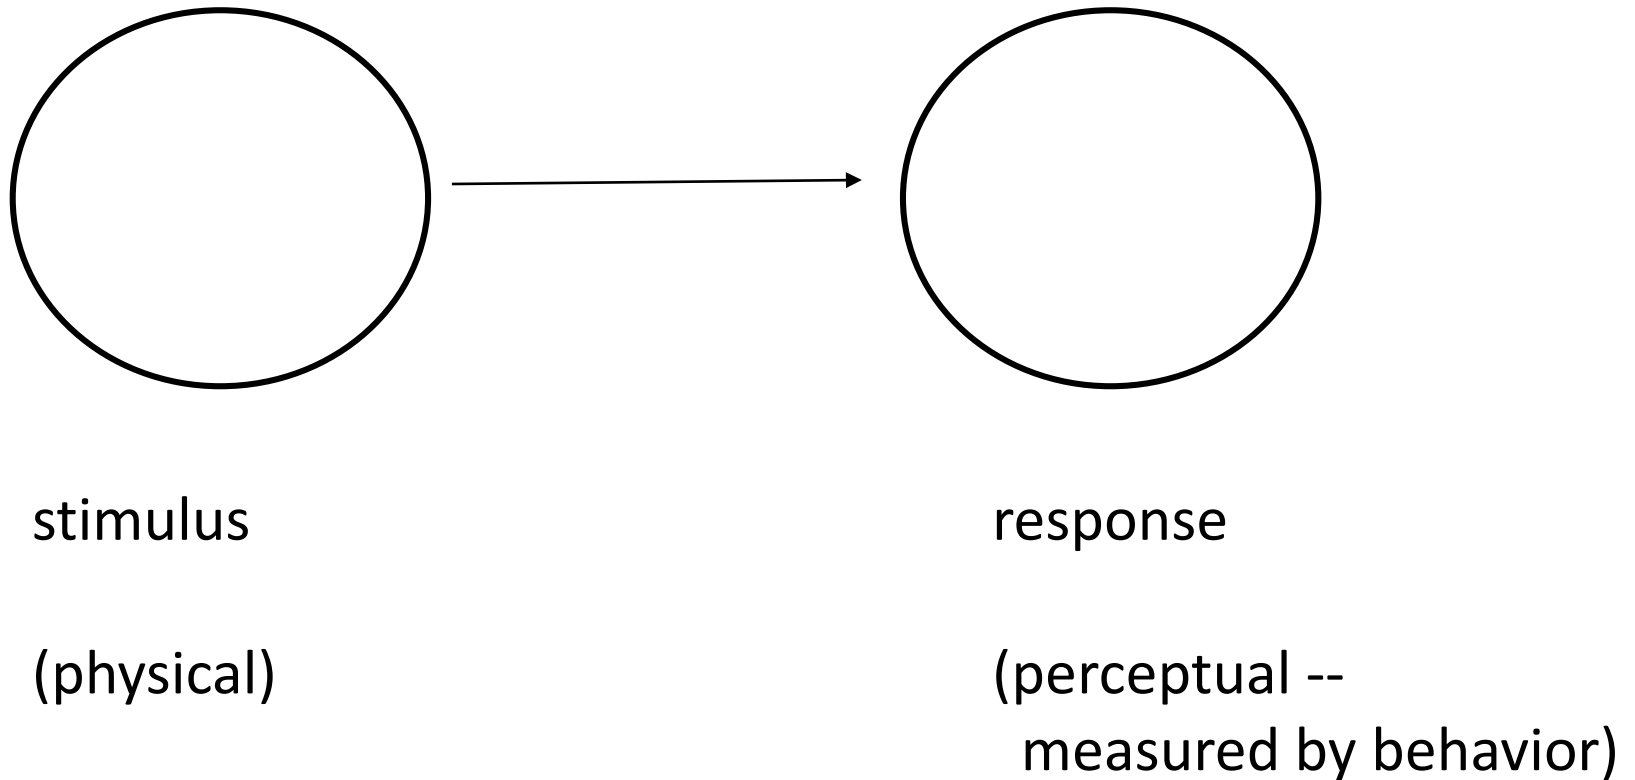 stimulus
response
(physical)
(perceptual --
measured by behavior)